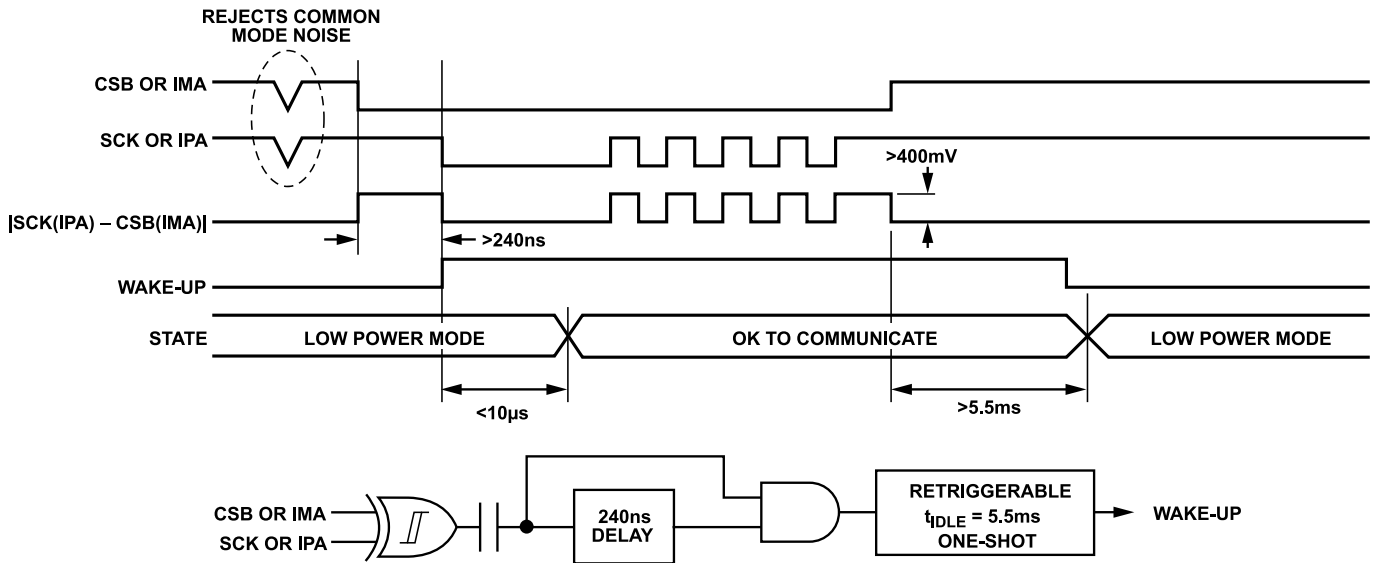 REJECTS COMMON
MODE NOISE
CSB OR IMA
SCK OR IPA
>400mV
|SCK(IPA) – CSB(IMA)|
>240ns
WAKE-UP
STATE
LOW POWER MODE
OK TO COMMUNICATE
LOW POWER MODE
<10µs
>5.5ms
CSB OR IMA
SCK OR IPA
240ns
DELAY
RETRIGGERABLE
tIDLE = 5.5ms
ONE-SHOT
WAKE-UP